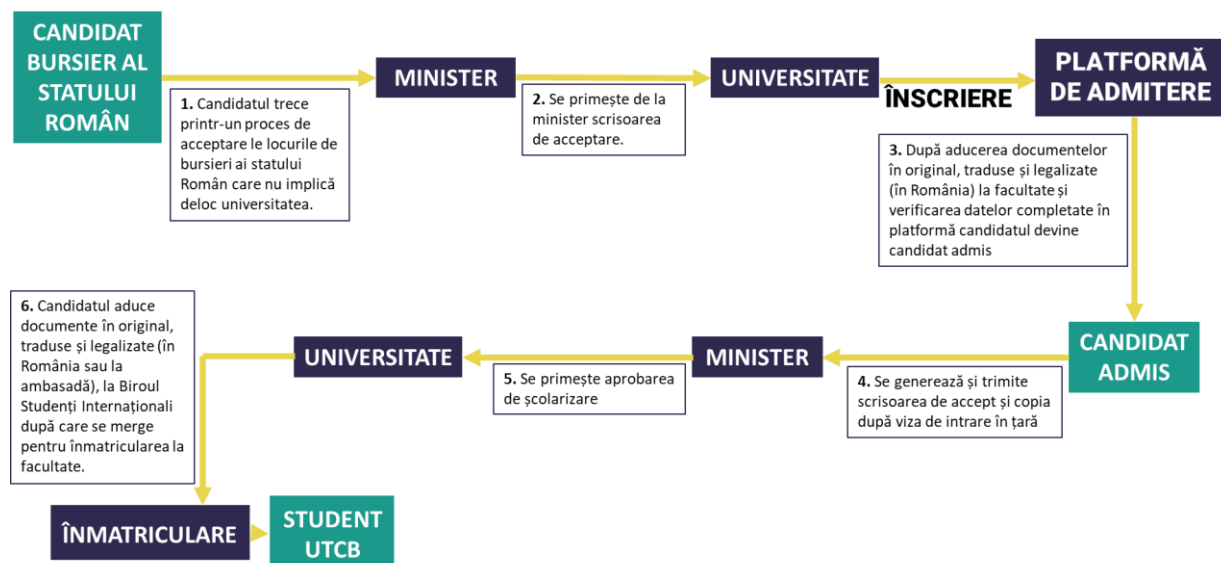 CANDIDAT
BURSIER AL
STATULUI
ROMÂN
MINISTER
UNIVERSITATE
ÎNSCRIERE
PLATFORMĂ
DE ADMITERE
1. Candidatul trece
printr-un proces de
acceptare le locurile de
bursieri ai statului
Român care nu implică
deloc universitatea.
2. Se primește de la
minister scrisoarea
de acceptare.
3. După aducerea documentelor
în original, traduse și legalizate
(în România) la facultate și
verificarea datelor completate în
platformă candidatul devine
candidat admis
CANDIDAT
ADMIS
4. Se generează și trimite
scrisoarea de accept și copia
după viza de intrare în țară
MINISTER
5. Se primește aprobarea
de școlarizare
UNIVERSITATE
6. Candidatul aduce
documente în original,
traduse și legalizate (în
România sau la
ambasadă), la Biroul
Studenți Internaționali
după care se merge
pentru înmatricularea la
facultate.
ÎNMATRICULARE
STUDENT
UTCB